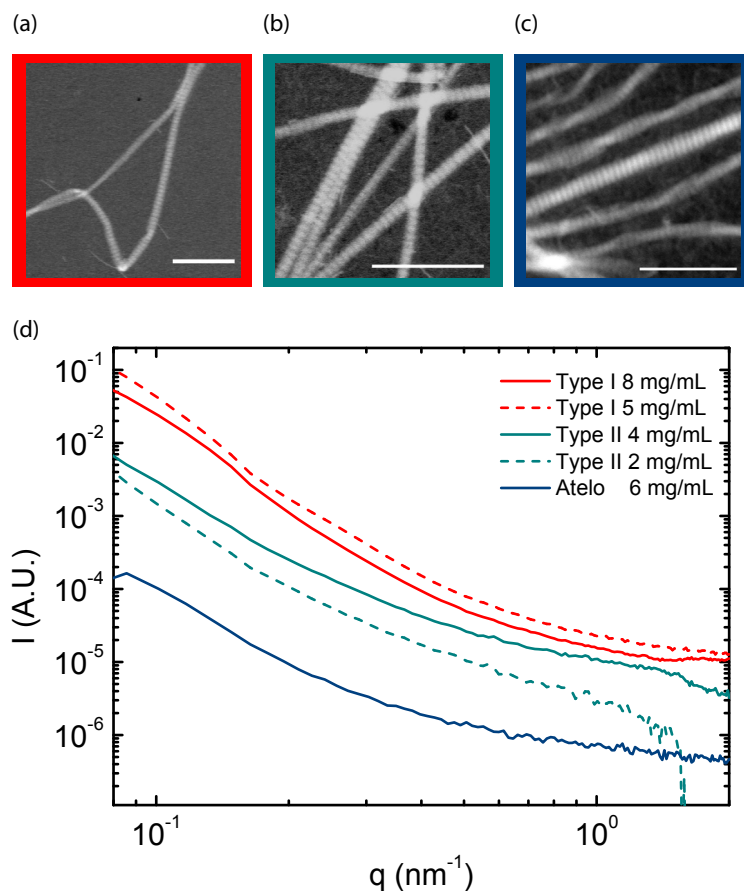 (a) (b) (c)
(d)
10⁻¹
10⁻²
10⁻³
10⁻⁴
10⁻⁵
10⁻⁶
I (A.U.)
Type I 8 mg/mL
Type I 5 mg/mL
Type II 4 mg/mL
Type II 2 mg/mL
Atelo 6 mg/mL
10⁻¹ 10⁰
q (nm⁻¹)